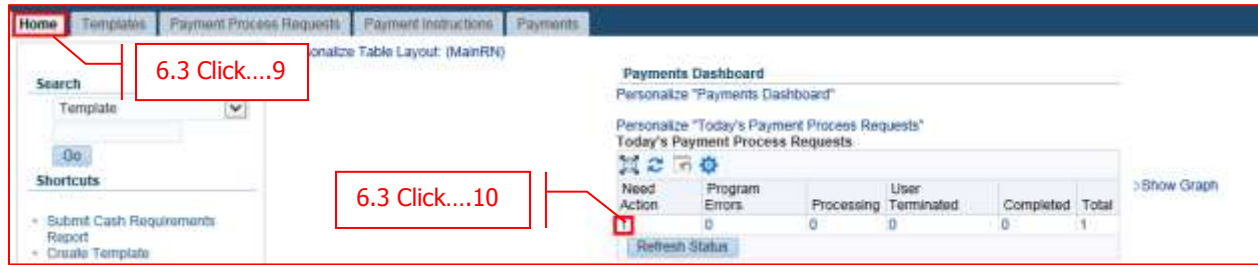 Home Templates Payment Process Requests Payment Instructions Payments
onalize Table Layout: (MainRN)
6.3 Click....9
Search
Template
Go
Shortcuts
Submit Cash Requirements
Report
Create Template
Payments Dashboard
Personalize "Payments Dashboard"
Personalize "Today's Payment Process Requests"
Today's Payment Process Requests
6.3 Click....10
Need Action Program Errors Processing User Terminated Completed Total
1 0 0 0 0 1
Refresh Status
Show Graph